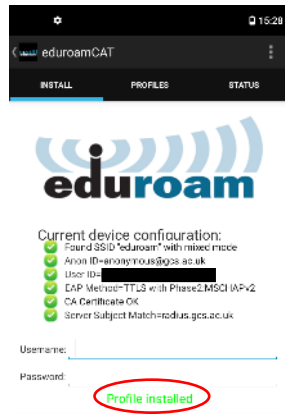 15:28
eduroamCAT
INSTALL PROFILES STATUS
eduroam
Current device configuration:
Found SSID "eduroam" with mixed mode
Anon ID=anonymous@gcs.ac.uk
User ID=
EAP Method=TTLS with Phase2:MSCHAPv2
CA Certificate OK
Server Subject Match=radius.gcs.ac.uk
Username:
Password:
Profile installed